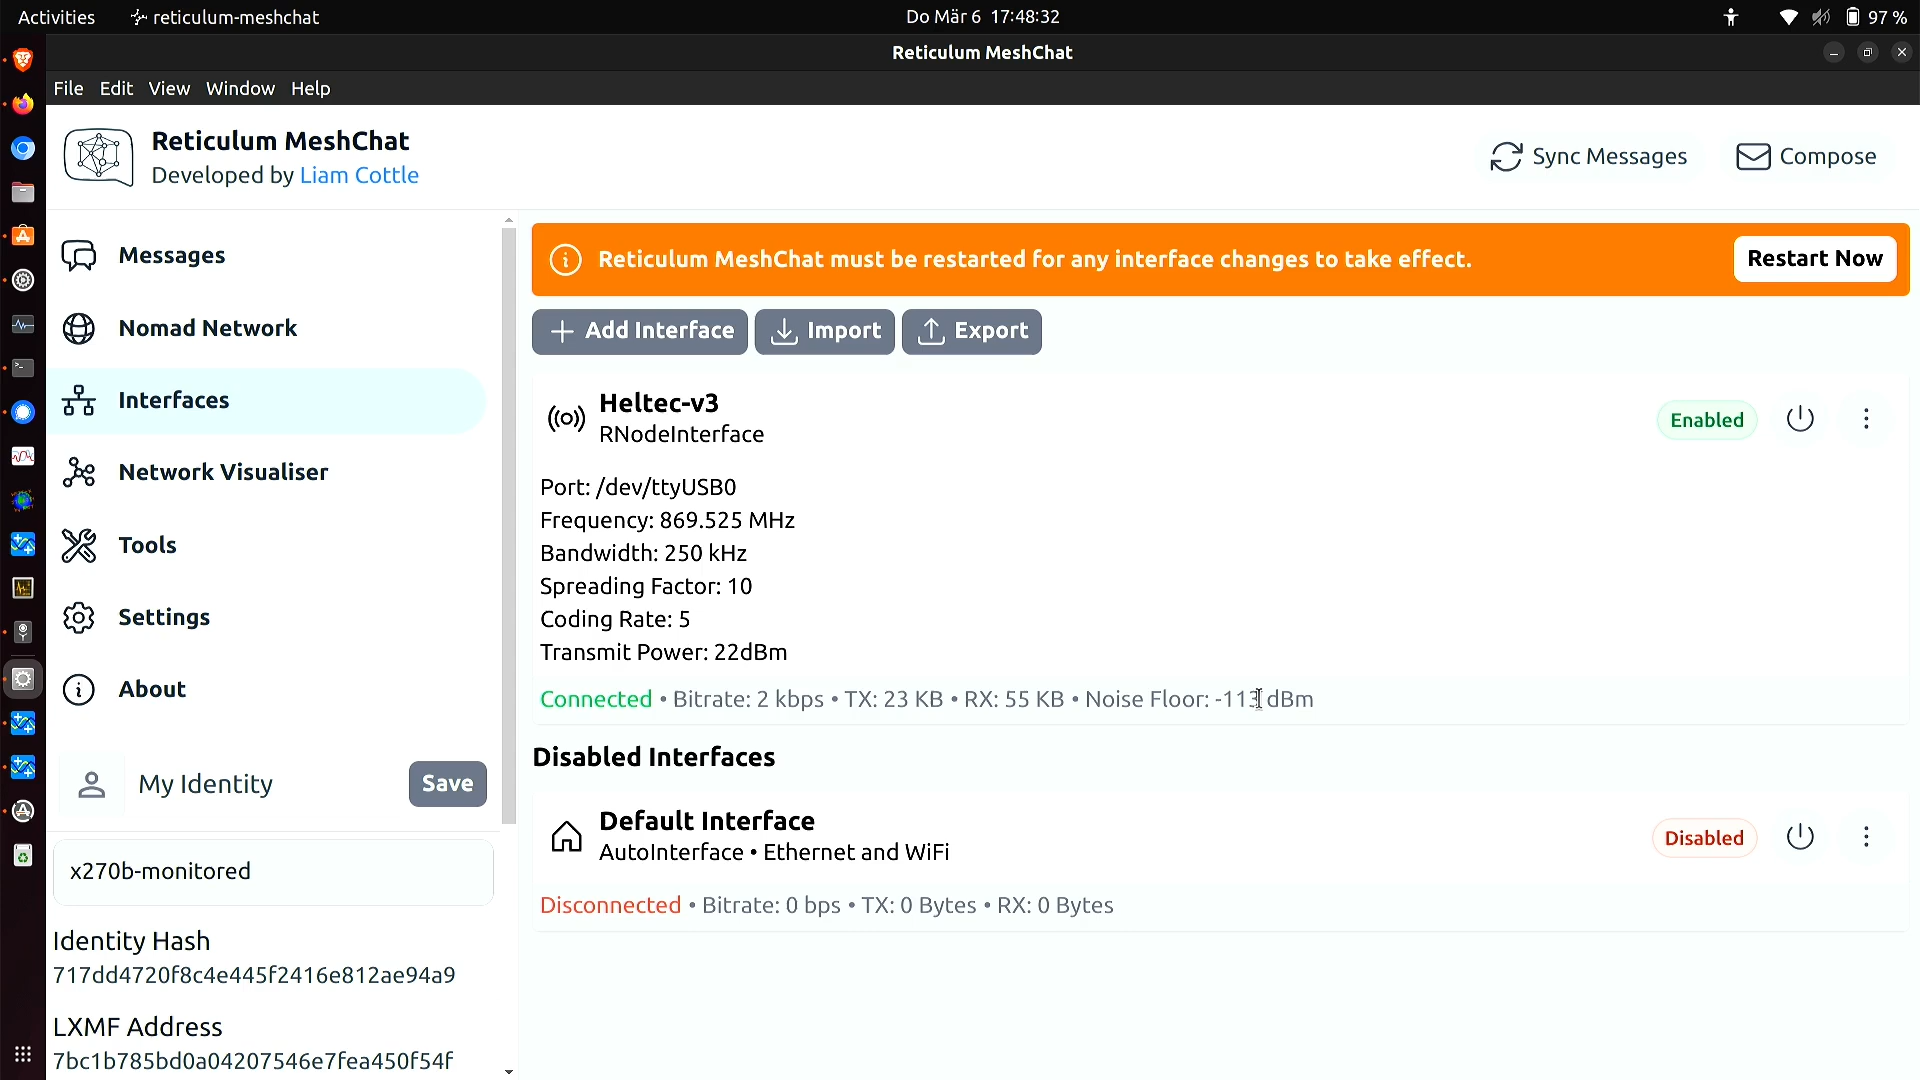 Activities
reticulum-meshchat
Do Mär 6 17:48:32
97 %
Reticulum MeshChat
File Edit View Window Help
Reticulum MeshChat
Developed by Liam Cottle
Sync Messages
Compose
Messages
Nomad Network
Interfaces
Network Visualiser
Tools
Settings
About
My Identity
Save
x270b-monitored
Identity Hash
717dd4720f8c4e445f2416e812ae94a9
LXMF Address
7bc1b785bd0a04207546e7fea450f54f
Reticulum MeshChat must be restarted for any interface changes to take effect.
Restart Now
Add Interface
Import
Export
Heltec-v3
RNodeInterface
Enabled
Port: /dev/ttyUSB0
Frequency: 869.525 MHz
Bandwidth: 250 kHz
Spreading Factor: 10
Coding Rate: 5
Transmit Power: 22dBm
Connected • Bitrate: 2 kbps • TX: 23 KB • RX: 55 KB • Noise Floor: -113 dBm
Disabled Interfaces
Default Interface
AutoInterface • Ethernet and WiFi
Disabled
Disconnected • Bitrate: 0 bps • TX: 0 Bytes • RX: 0 Bytes